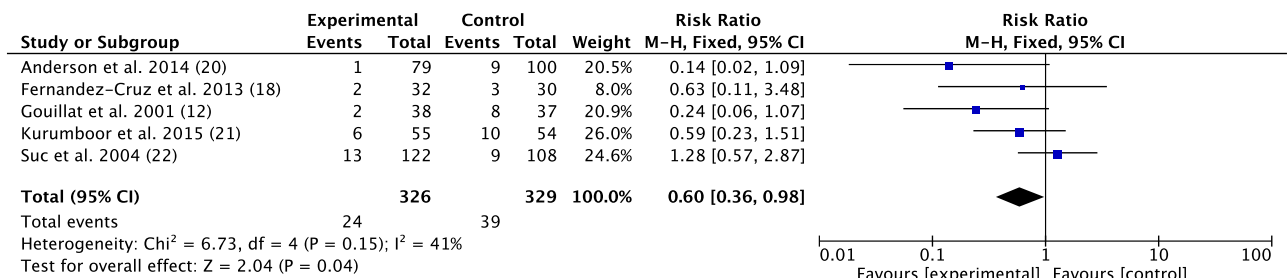 Experimental Control Risk Ratio Risk Ratio
Study or Subgroup Events Total Events Total Weight M-H, Fixed, 95% CI M-H, Fixed, 95% CI
Anderson et al. 2014 (20) 1 79 9 100 20.5% 0.14 [0.02, 1.09]
Fernandez-Cruz et al. 2013 (18) 2 32 3 30 8.0% 0.63 [0.11, 3.48]
Gouillat et al. 2001 (12) 2 38 8 37 20.9% 0.24 [0.06, 1.07]
Kurumboor et al. 2015 (21) 6 55 10 54 26.0% 0.59 [0.23, 1.51]
Suc et al. 2004 (22) 13 122 9 108 24.6% 1.28 [0.57, 2.87]
Total (95% CI) 326 329 100.0% 0.60 [0.36, 0.98]
Total events 24 39
Heterogeneity: Chi² = 6.73, df = 4 (P = 0.15); I² = 41%
Test for overall effect: Z = 2.04 (P = 0.04)
0.01 0.1 1 10 100
Favours [experimental] Favours [control]